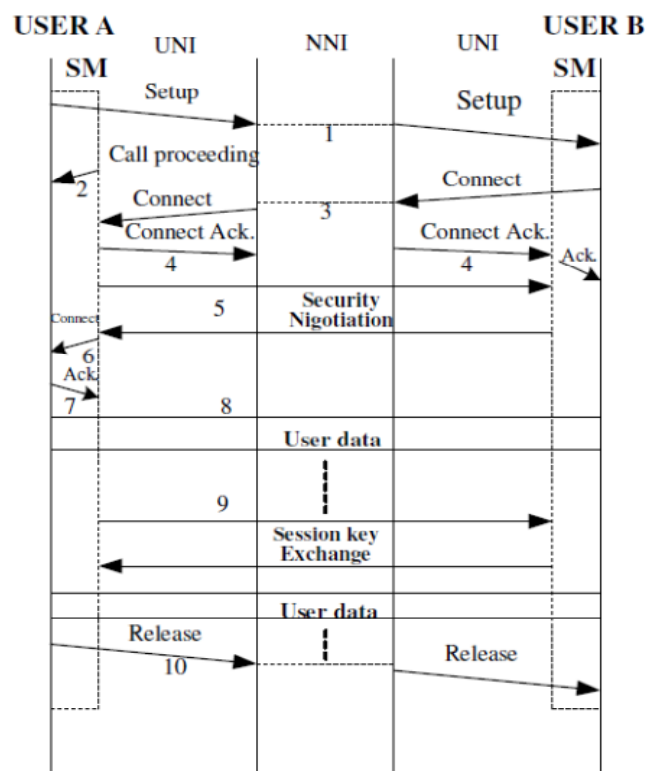 USER A
USER B
UNI
NNI
UNI
SM
SM
Setup
Setup
1
Call proceeding
2
Connect
Connect
3
Connect Ack.
Connect Ack.
4
4
Ack.
5
Security
Nigotiation
Connect
6
Ack.
7
8
User data
9
Session key
Exchange
User data
Release
10
Release